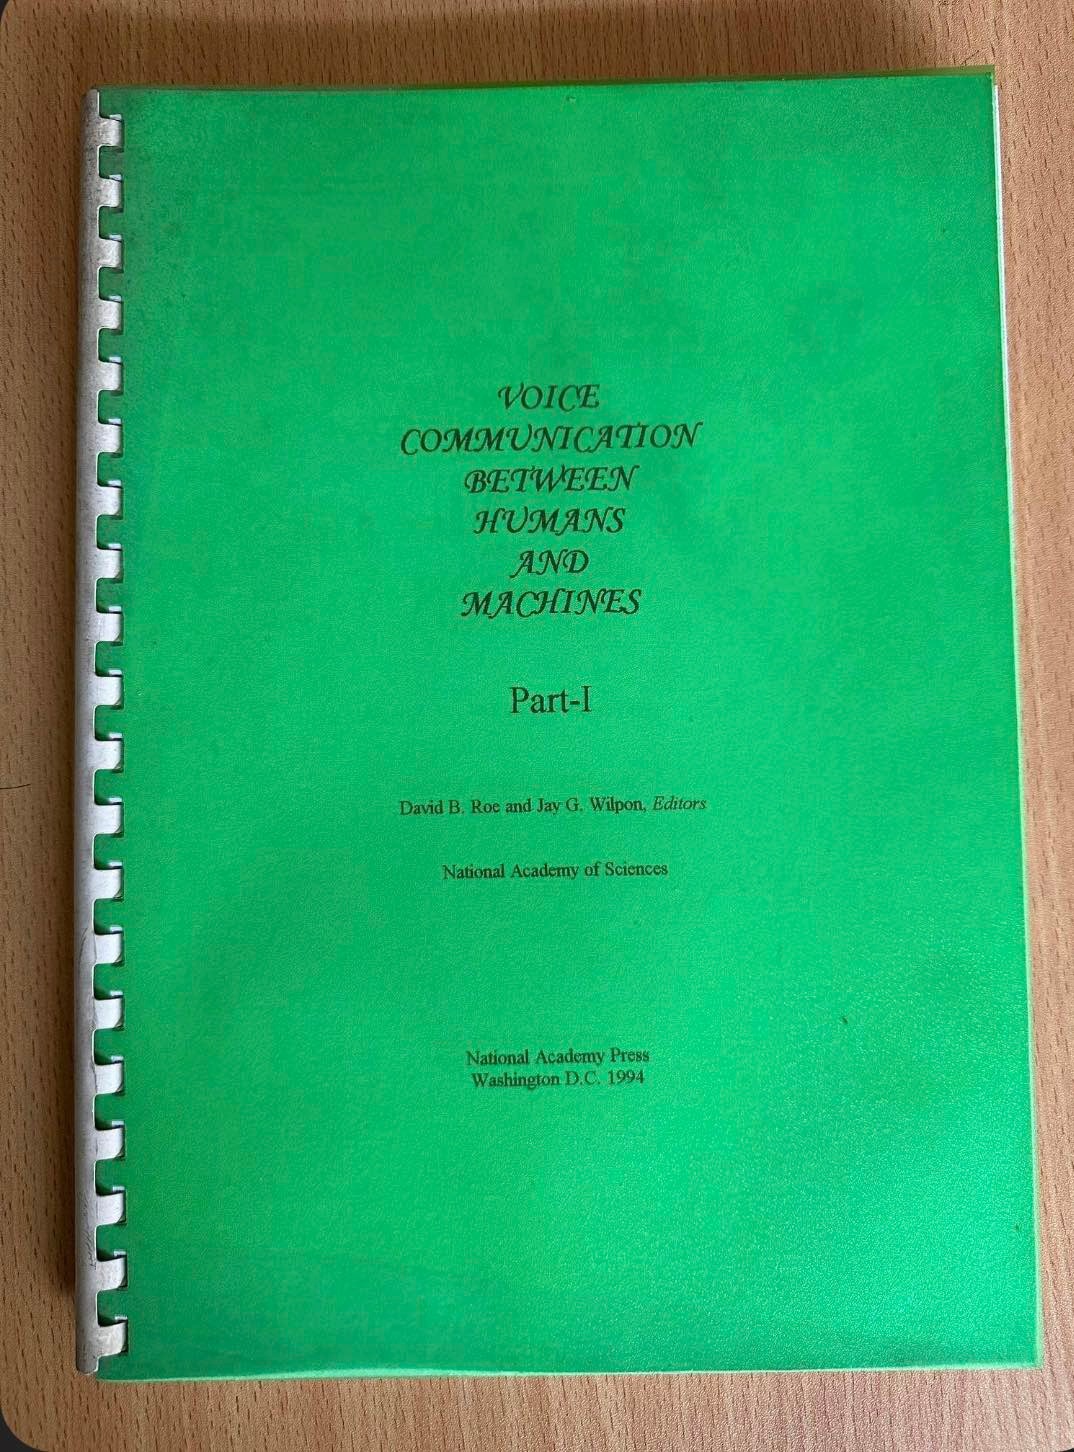 VOICE
COMMUNICATION
BETWEEN
HUMANS
AND
MACHINES
Part-I
David B. Roe and Jay G. Wilpon, Editors
National Academy of Sciences
National Academy Press
Washington D.C. 1994